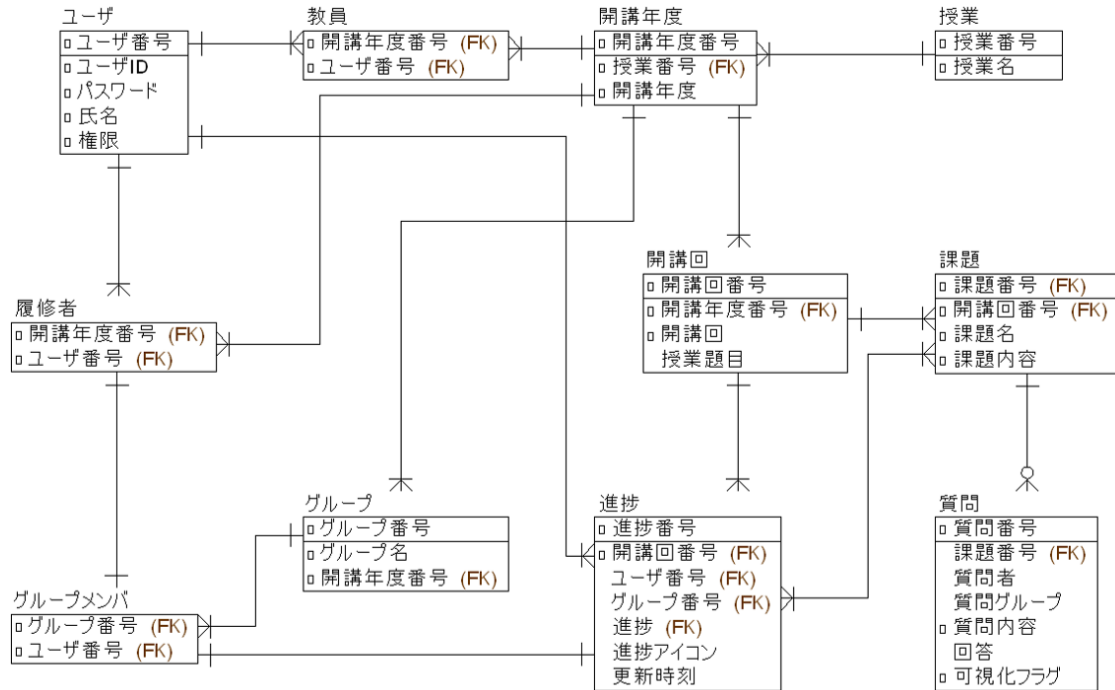 ユーザ
ユーザ番号
ユーザID
パスワード
氏名
権限
教員
開講年度番号 (FK)
ユーザ番号 (FK)
開講年度
開講年度番号
授業番号 (FK)
開講年度
授業
授業番号
授業名
履修者
開講年度番号 (FK)
ユーザ番号 (FK)
開講回
開講回番号
開講年度番号 (FK)
開講回
授業題目
課題
課題番号 (FK)
開講回番号 (FK)
課題名
課題内容
グループメンバ
グループ番号 (FK)
ユーザ番号 (FK)
グループ
グループ番号
グループ名
開講年度番号 (FK)
進捗
進捗番号
開講回番号 (FK)
ユーザ番号 (FK)
グループ番号 (FK)
進捗 (FK)
進捗アイコン
更新時刻
質問
質問番号
課題番号 (FK)
質問者
質問グループ
質問内容
回答
可視化フラグ